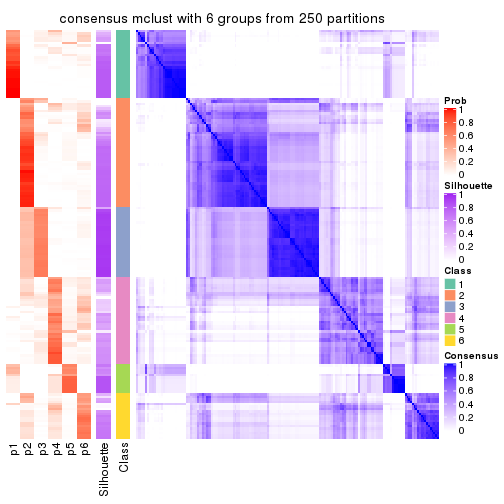 consensus mclust with 6 groups from 250 partitions
Prob
1
0.8
0.6
0.4
0.2
0
Silhouette
1
0.8
0.6
0.4
0.2
0
Class
1
2
3
4
5
6
Consensus
1
0.8
0.6
0.4
0.2
0
p1
p2
p3
p4
p5
p6
Silhouette
Class